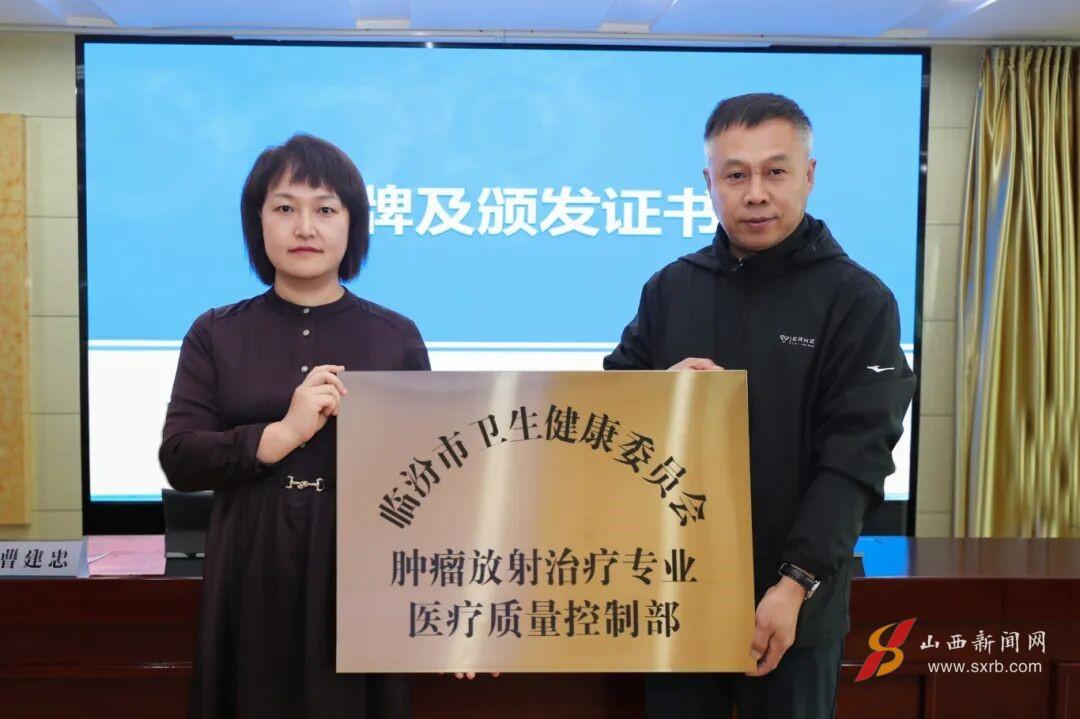 牌及颁发证书
ERKE
临汾市卫生健康委员会
肿瘤放射治疗专业
医疗质量控制部
曹建忠
山西新闻网
www.sxrb.com